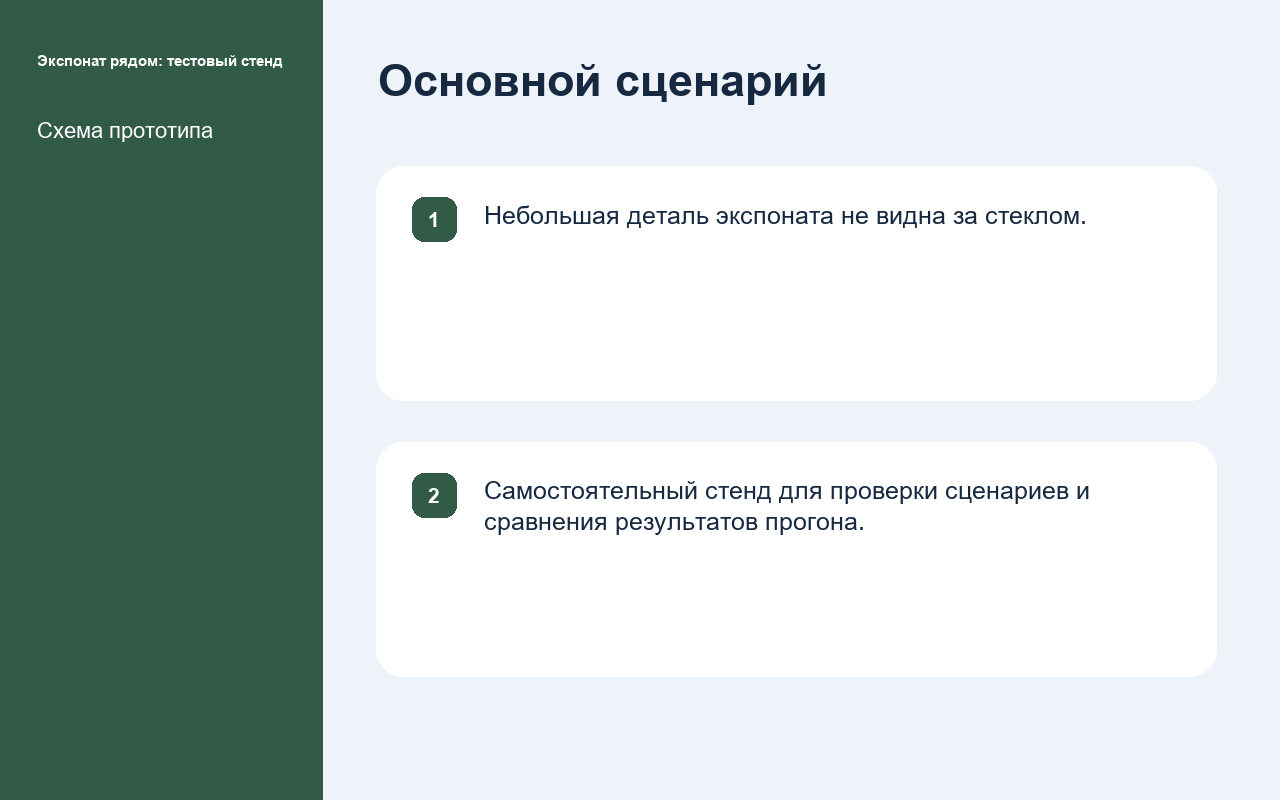 Экспонат рядом: тестовый стенд
Схема прототипа
Основной сценарий
1
Небольшая деталь экспоната не видна за стеклом.
2
Самостоятельный стенд для проверки сценариев и
сравнения результатов прогона.